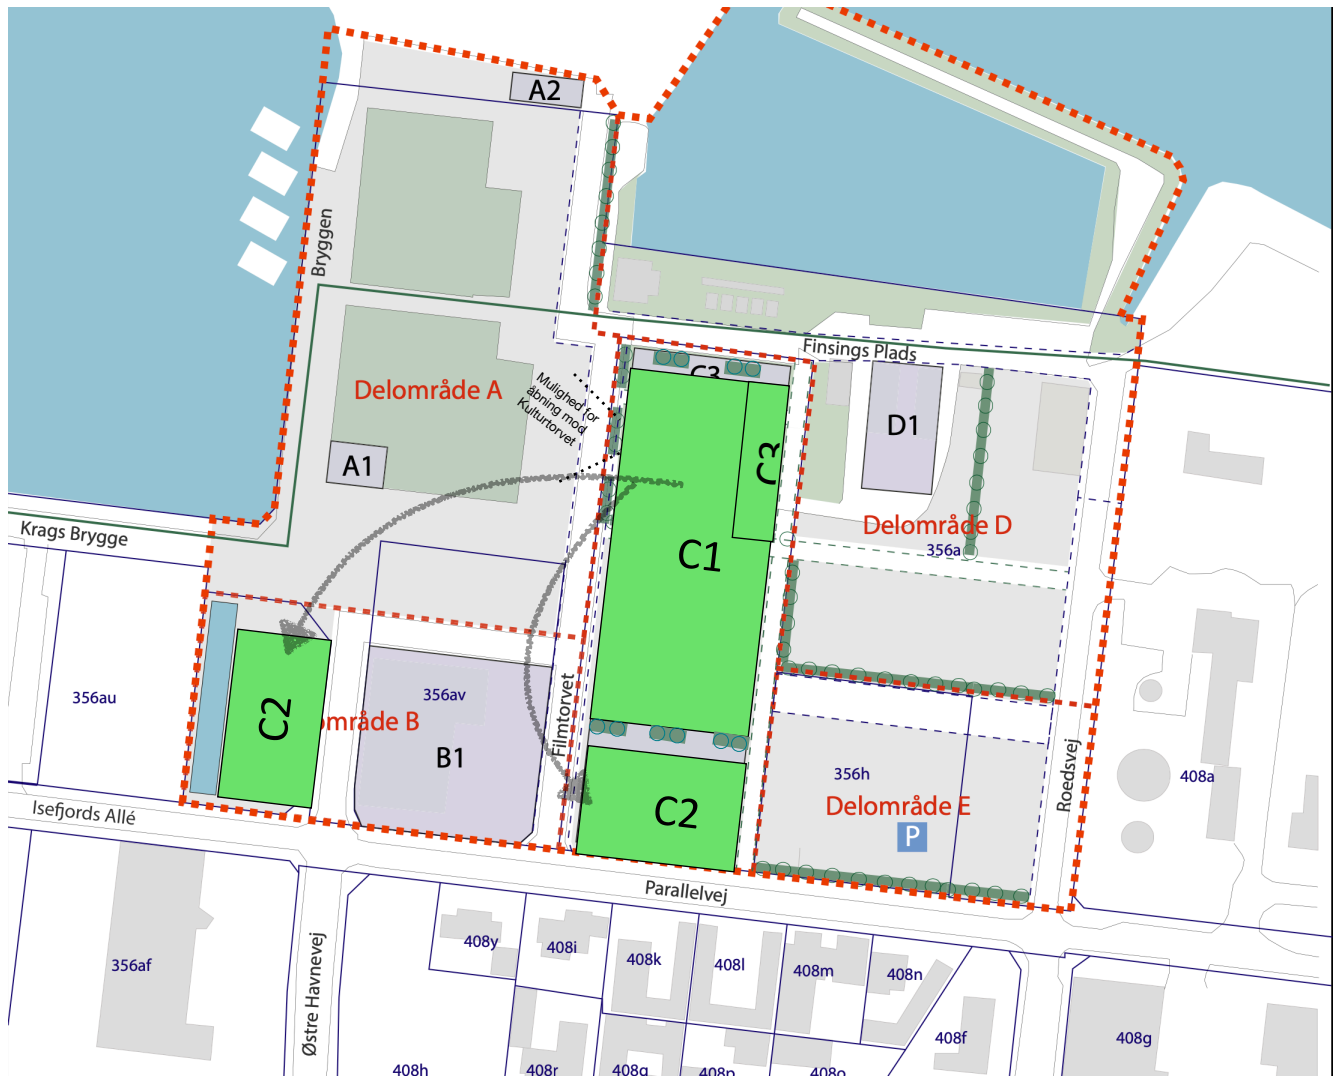 A2
Bryggen
Finsings Plads
C3
Delområde A
Mulighed for
åbning mod
Kulturtorvet
D1
A1
C3
Krags Brygge
Delområde D
356a
C1
356au
356av
C2
område B
B1
Filmtorvet
356h
Delområde E
P
Roedsvej
408a
Isefjords Allé
C2
Parallelvej
356af
Østre Havnevej
408y
408i
408k
408l
408m
408n
408f
408g
408h
408r
408q
408p
408o